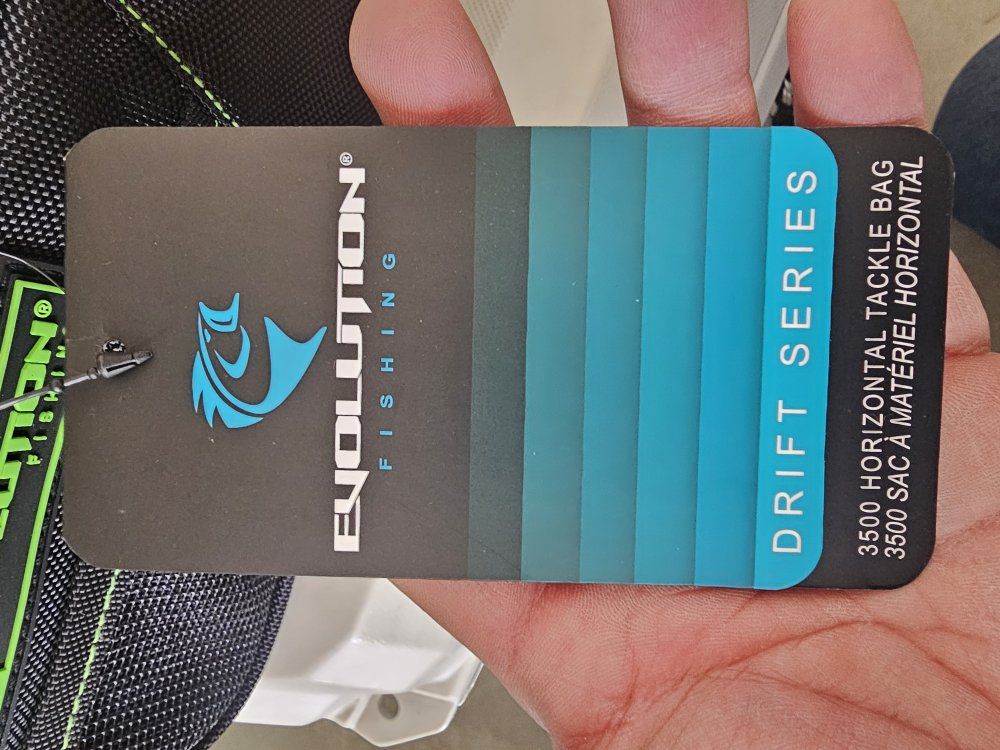 EVOLUTION®
FISHING
DRIFT SERIES
3500 HORIZONTAL TACKLE BAG
3500 SAC À MATÉRIEL HORIZONTAL